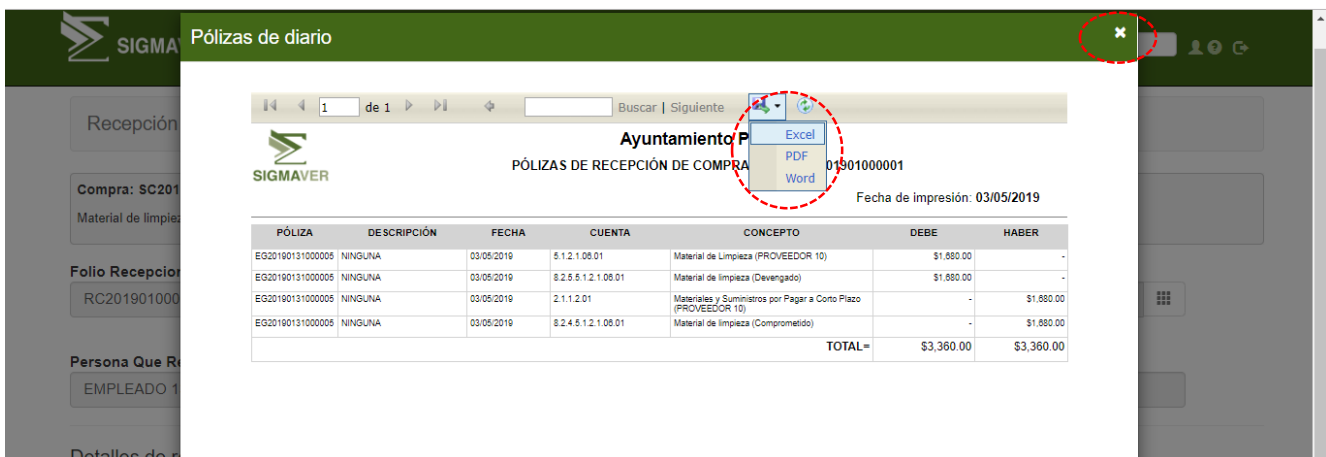 Pólizas de diario
SIGMA
1 de 1 Buscar | Siguiente
Excel
PDF
Word
SIGMAVER
Ayuntamiento P
PÓLIZAS DE RECEPCIÓN DE COMPRA 01901000001
Fecha de impresión: 03/05/2019
PÓLIZA DESCRIPCIÓN FECHA CUENTA CONCEPTO DEBE HABER
EG20190131000005 NINGUNA 03/05/2019 5.1.2.1.06.01 Material de Limpieza (PROVEEDOR 10) $1,680.00 -
EG20190131000005 NINGUNA 03/05/2019 8.2.5.5.1.2.1.06.01 Material de limpieza (Devengado) $1,680.00 -
EG20190131000005 NINGUNA 03/05/2019 2.1.1.2.01 Materiales y Suministros por Pagar a Corto Plazo (PROVEEDOR 10) - $1,680.00
EG20190131000005 NINGUNA 03/05/2019 8.2.4.5.1.2.1.06.01 Material de limpieza (Comprometido) - $1,680.00
TOTAL= $3,360.00 $3,360.00
Recepción
Compra: SC201
Material de limpiez
Folio Recepcion
RC201901000
Persona Que Re
EMPLEADO 1
Detalles de r